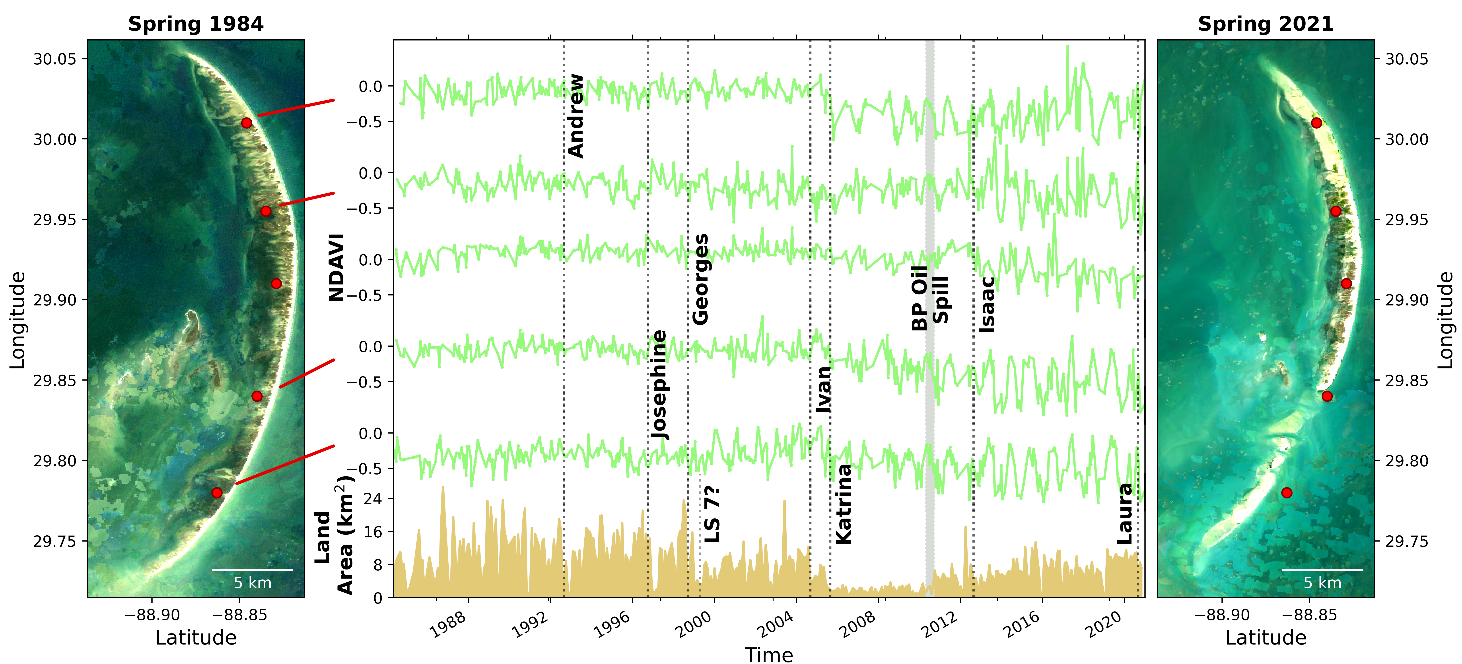 Spring 1984
30.05
30.00
29.95
29.90
29.85
29.80
29.75
Longitude
−88.90
−88.85
Latitude
5 km
NDAVI
0.0
−0.5
0.0
−0.5
0.0
−0.5
0.0
−0.5
0.0
−0.5
Land
Area (km²)
24
16
8
0
Andrew
Josephine
Georges
LS 7?
Ivan
Katrina
BP Oil
Spill
Isaac
Laura
1988
1992
1996
2000
2004
2008
2012
2016
2020
Time
Spring 2021
30.05
30.00
29.95
29.90
29.85
29.80
29.75
Longitude
−88.90
−88.85
Latitude
5 km